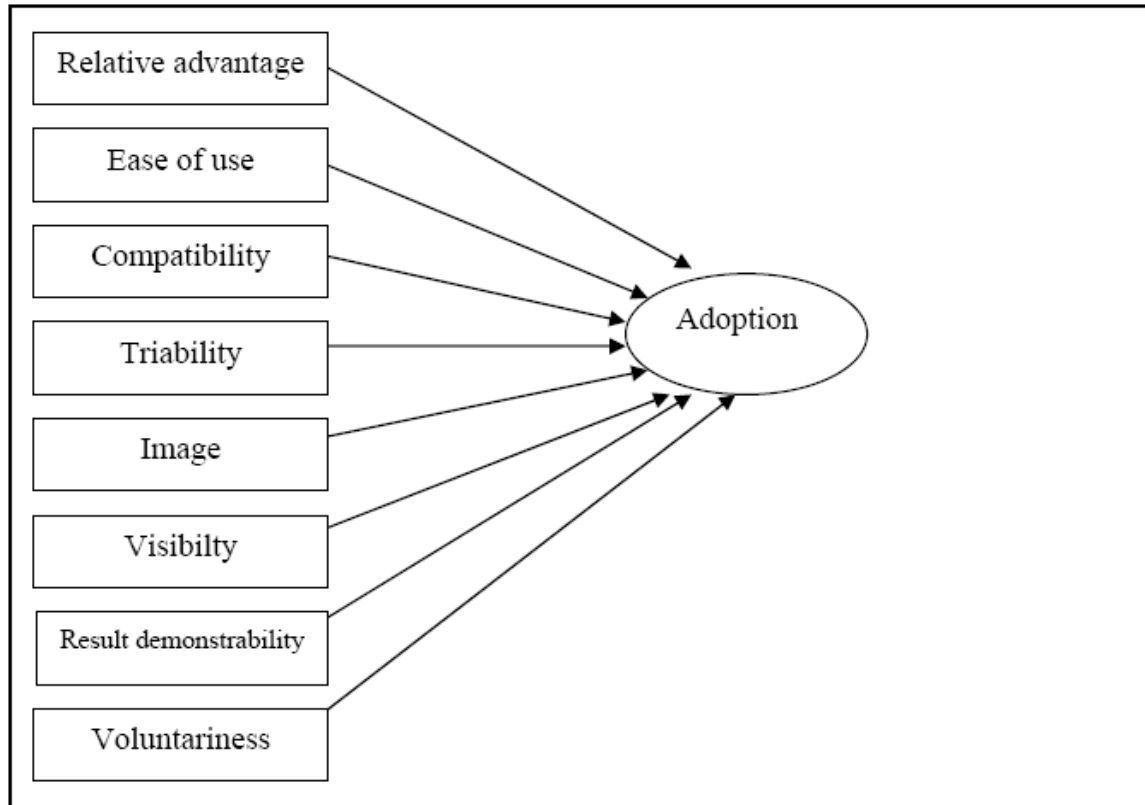 Relative advantage
Ease of use
Compatibility
Triability
Image
Visibilty
Result demonstrability
Voluntariness
Adoption